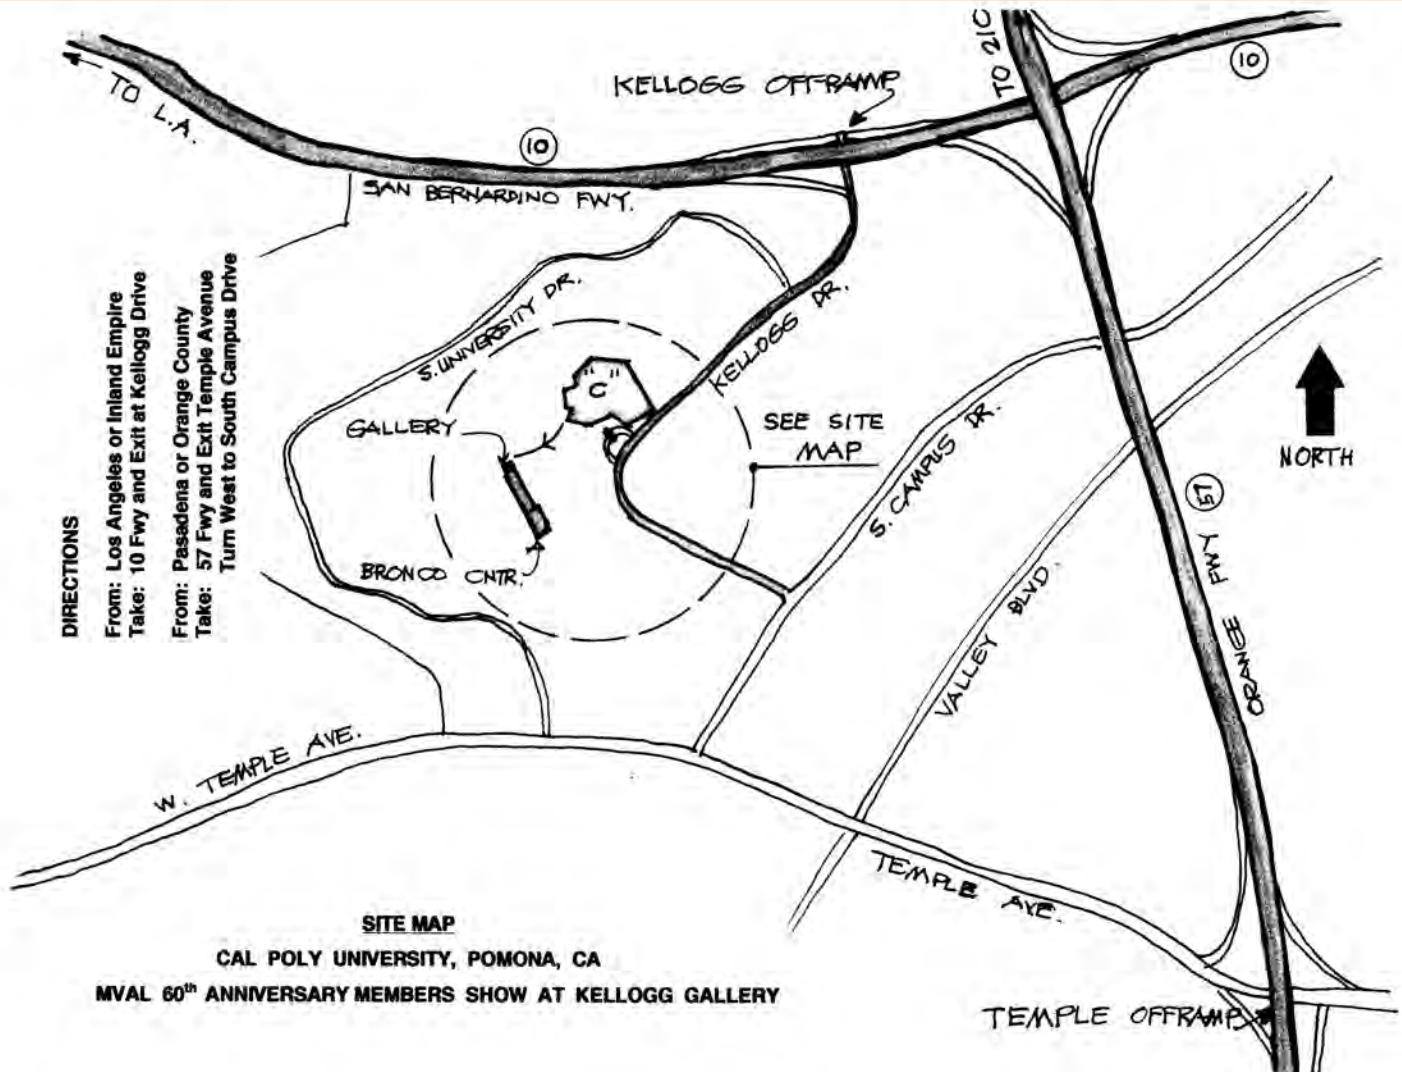 TO L.A.
10
SAN BERNARDINO FWY.
KELLOGG OFFRAMP
TO 210
10
DIRECTIONS
From: Los Angeles or Inland Empire
Take: 10 Fwy and Exit at Kellogg Drive
From: Pasadena or Orange County
Take: 57 Fwy and Exit Temple Avenue
Turn West to South Campus Drive
S. UNIVERSITY DR.
KELLOGG DR.
"C"
GALLERY
SEE SITE
MAP
BRONCO CNTR.
S. CAMPUS DR.
VALLEY BLVD.
57
ORANGE FWY
NORTH
W. TEMPLE AVE.
TEMPLE AVE.
TEMPLE OFFRAMP
SITE MAP
CAL POLY UNIVERSITY, POMONA, CA
MVAL 60th ANNIVERSARY MEMBERS SHOW AT KELLOGG GALLERY